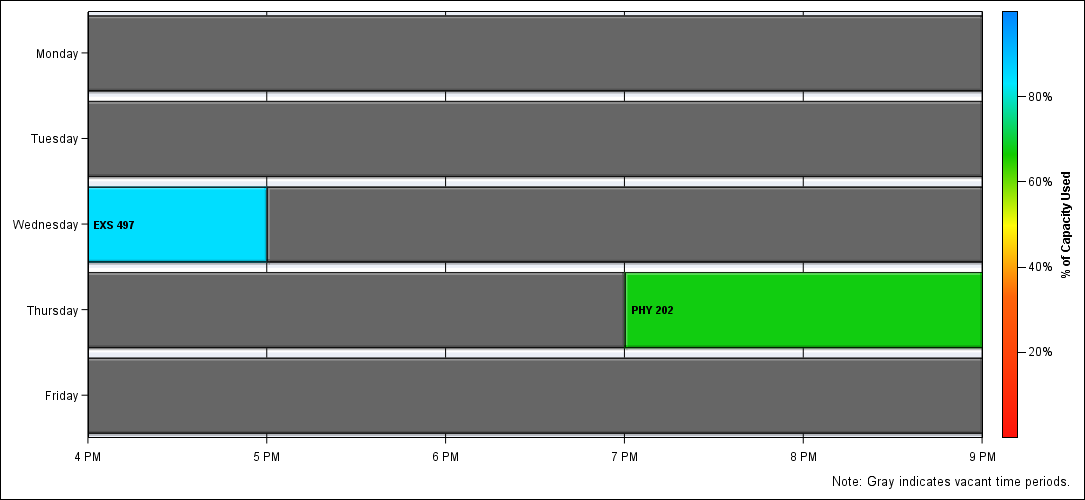 Monday
Tuesday
Wednesday
Thursday
Friday
EXS 497
PHY 202
4 PM
5 PM
6 PM
7 PM
8 PM
9 PM
80%
60%
40%
20%
% of Capacity Used
Note: Gray indicates vacant time periods.